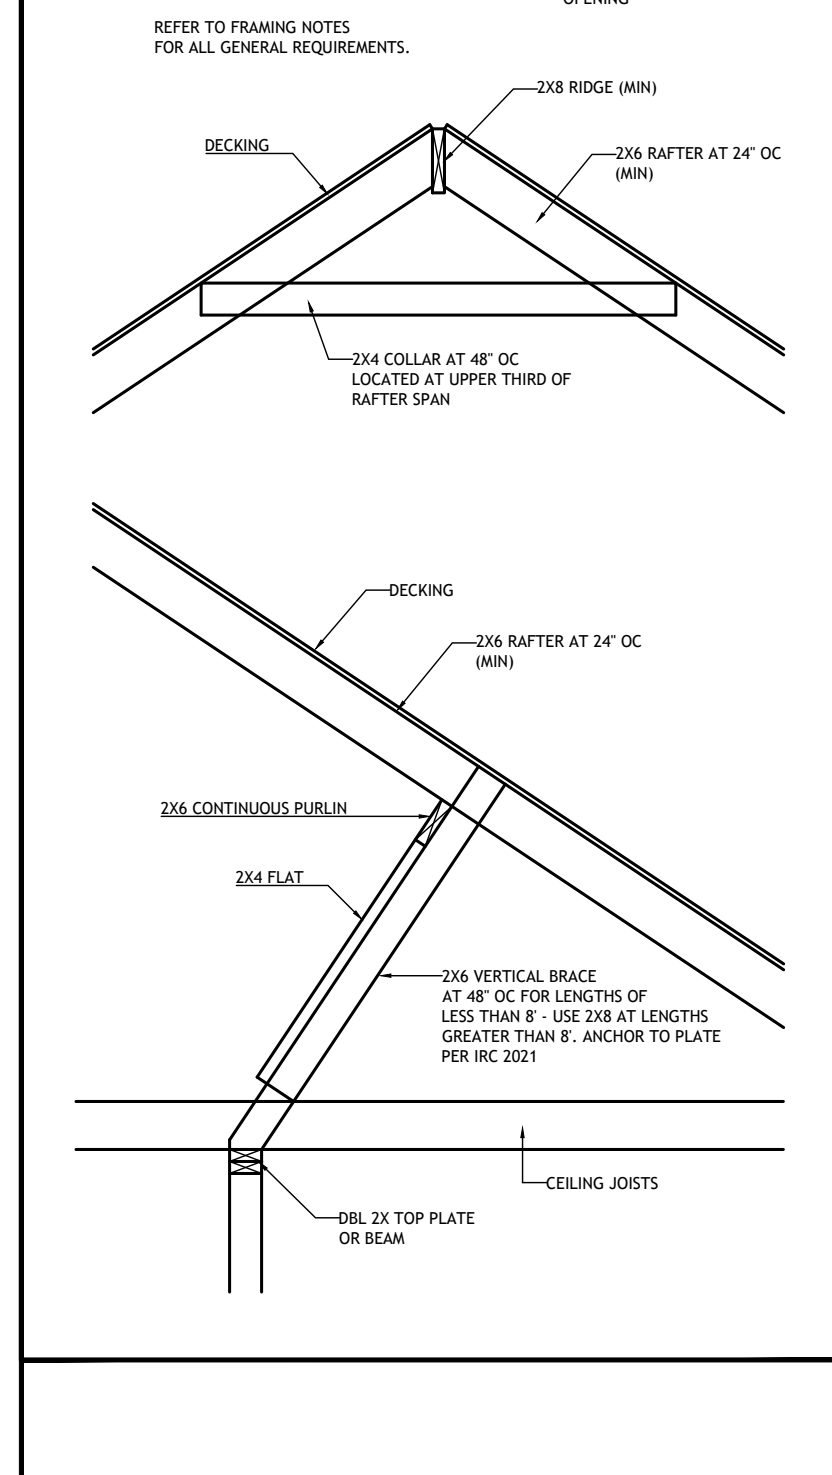 OPENING
REFER TO FRAMING NOTES
FOR ALL GENERAL REQUIREMENTS.
2X8 RIDGE (MIN)
DECKING
2X6 RAFTER AT 24" OC
(MIN)
2X4 COLLAR AT 48" OC
LOCATED AT UPPER THIRD OF
RAFTER SPAN
DECKING
2X6 RAFTER AT 24" OC
(MIN)
2X6 CONTINUOUS PURLIN
2X4 FLAT
2X6 VERTICAL BRACE
AT 48" OC FOR LENGTHS OF
LESS THAN 8' - USE 2X8 AT LENGTHS
GREATER THAN 8'. ANCHOR TO PLATE
PER IRC 2021
CEILING JOISTS
DBL 2X TOP PLATE
OR BEAM